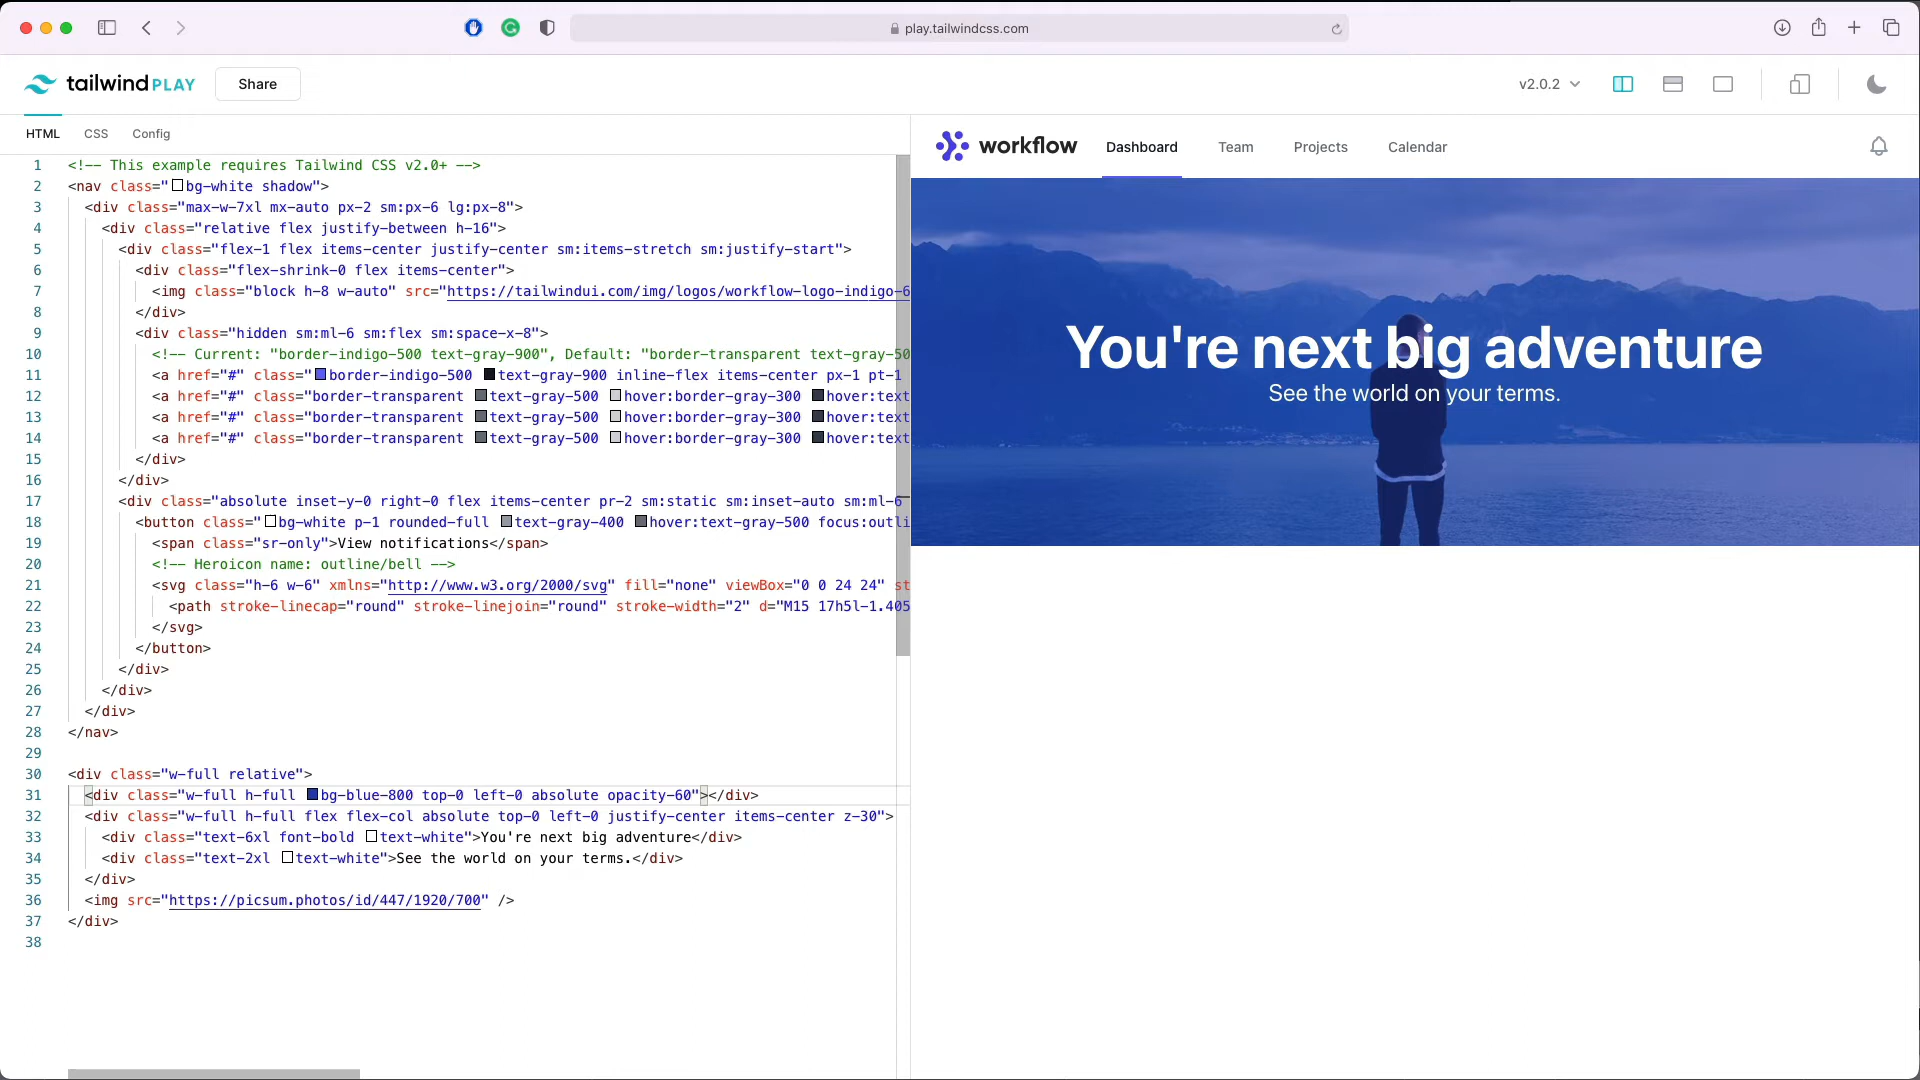 play.tailwindcss.com
tailwind PLAY
Share
v2.0.2
HTML CSS Config
1 <!-- This example requires Tailwind CSS v2.0+ -->
2 <nav class="bg-white shadow">
3 <div class="max-w-7xl mx-auto px-2 sm:px-6 lg:px-8">
4 <div class="relative flex justify-between h-16">
5 <div class="flex-1 flex items-center justify-center sm:items-stretch sm:justify-start">
6 <div class="flex-shrink-0 flex items-center">
7 <img class="block h-8 w-auto" src="https://tailwindui.com/img/logos/workflow-logo-indigo-6
8 </div>
9 <div class="hidden sm:ml-6 sm:flex sm:space-x-8">
10 <!-- Current: "border-indigo-500 text-gray-900", Default: "border-transparent text-gray-50
11 <a href="#" class="border-indigo-500 text-gray-900 inline-flex items-center px-1 pt-1
12 <a href="#" class="border-transparent text-gray-500 hover:border-gray-300 hover:text
13 <a href="#" class="border-transparent text-gray-500 hover:border-gray-300 hover:text
14 <a href="#" class="border-transparent text-gray-500 hover:border-gray-300 hover:text
15 </div>
16 </div>
17 <div class="absolute inset-y-0 right-0 flex items-center pr-2 sm:static sm:inset-auto sm:ml-6
18 <button class="bg-white p-1 rounded-full text-gray-400 hover:text-gray-500 focus:outli
19 <span class="sr-only">View notifications</span>
20 <!-- Heroicon name: outline/bell -->
21 <svg class="h-6 w-6" xmlns="http://www.w3.org/2000/svg" fill="none" viewBox="0 0 24 24" st
22 <path stroke-linecap="round" stroke-linejoin="round" stroke-width="2" d="M15 17h5l-1.405
23 </svg>
24 </button>
25 </div>
26 </div>
27 </div>
28 </nav>
29
30 <div class="w-full relative">
31 <div class="w-full h-full bg-blue-800 top-0 left-0 absolute opacity-60"></div>
32 <div class="w-full h-full flex flex-col absolute top-0 left-0 justify-center items-center z-30">
33 <div class="text-6xl font-bold text-white">You're next big adventure</div>
34 <div class="text-2xl text-white">See the world on your terms.</div>
35 </div>
36 <img src="https://picsum.photos/id/447/1920/700" />
37 </div>
38
workflow
Dashboard Team Projects Calendar
You're next big adventure
See the world on your terms.